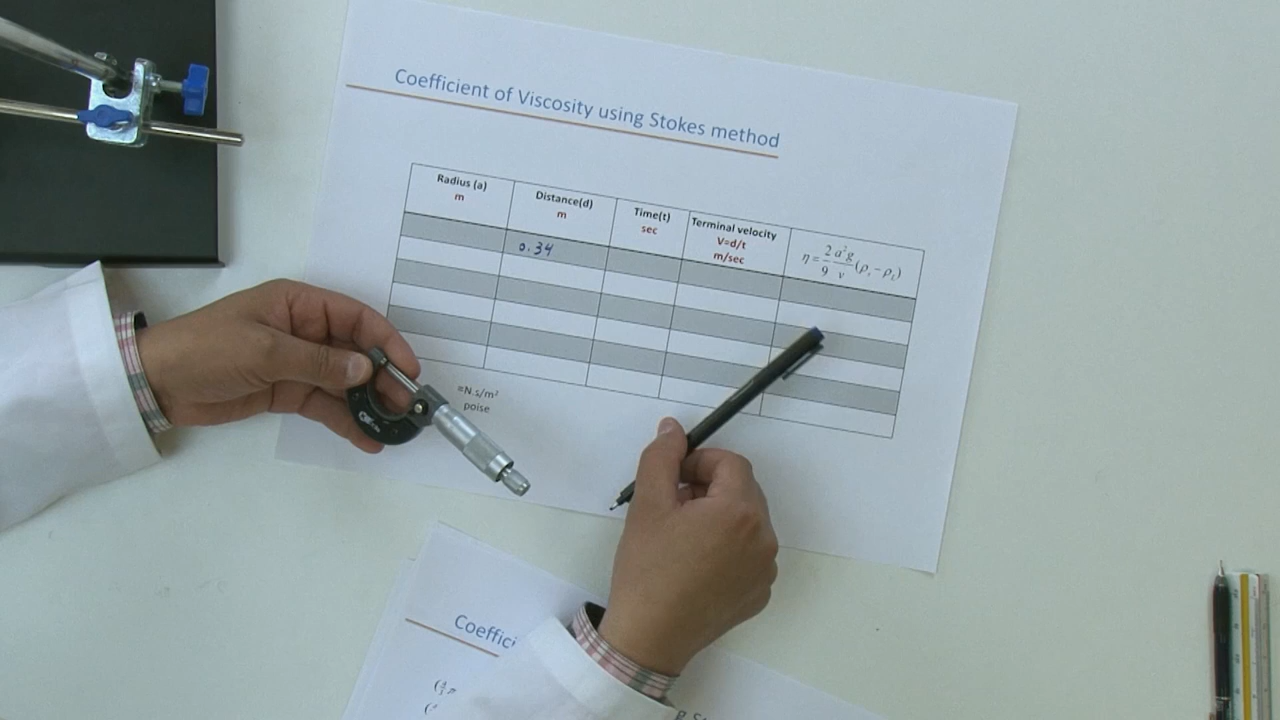 Coefficient of Viscosity using Stokes method
Radius (a)
m
Distance(d)
m
Time(t)
sec
Terminal velocity
V=d/t
m/sec
η = 2/9 a²g/v (ρₛ − ρL)
0.34
=N.s/m²
poise
Coeffici